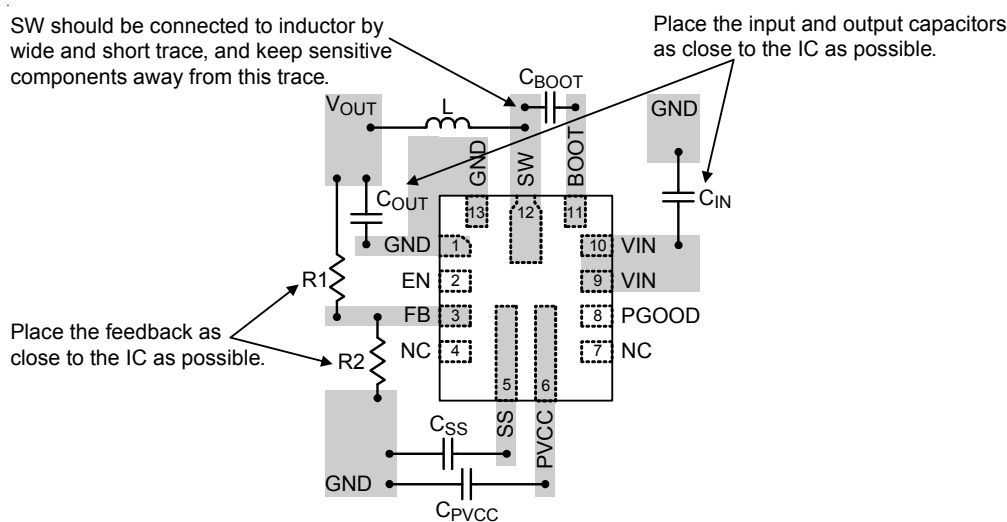 SW should be connected to inductor by
wide and short trace, and keep sensitive
components away from this trace.
Place the input and output capacitors
as close to the IC as possible.
CBOOT
VOUT
L
GND
GND
SW
BOOT
COUT
13
12
11
CIN
GND
1
10
VIN
EN
2
9
VIN
R1
FB
3
8
PGOOD
Place the feedback as
close to the IC as possible.
R2
NC
4
7
NC
5
6
SS
PVCC
CSS
GND
CPVCC